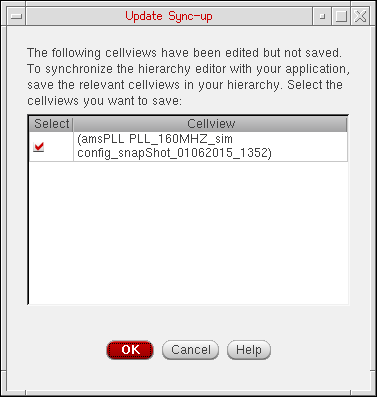 Update Sync-up
The following cellviews have been edited but not saved.
To synchronize the hierarchy editor with your application,
save the relevant cellviews in your hierarchy. Select the
cellviews you want to save:
Select Cellview
(amsPLL PLL_160MHZ_sim
config_snapShot_01062015_1352)
OK Cancel Help